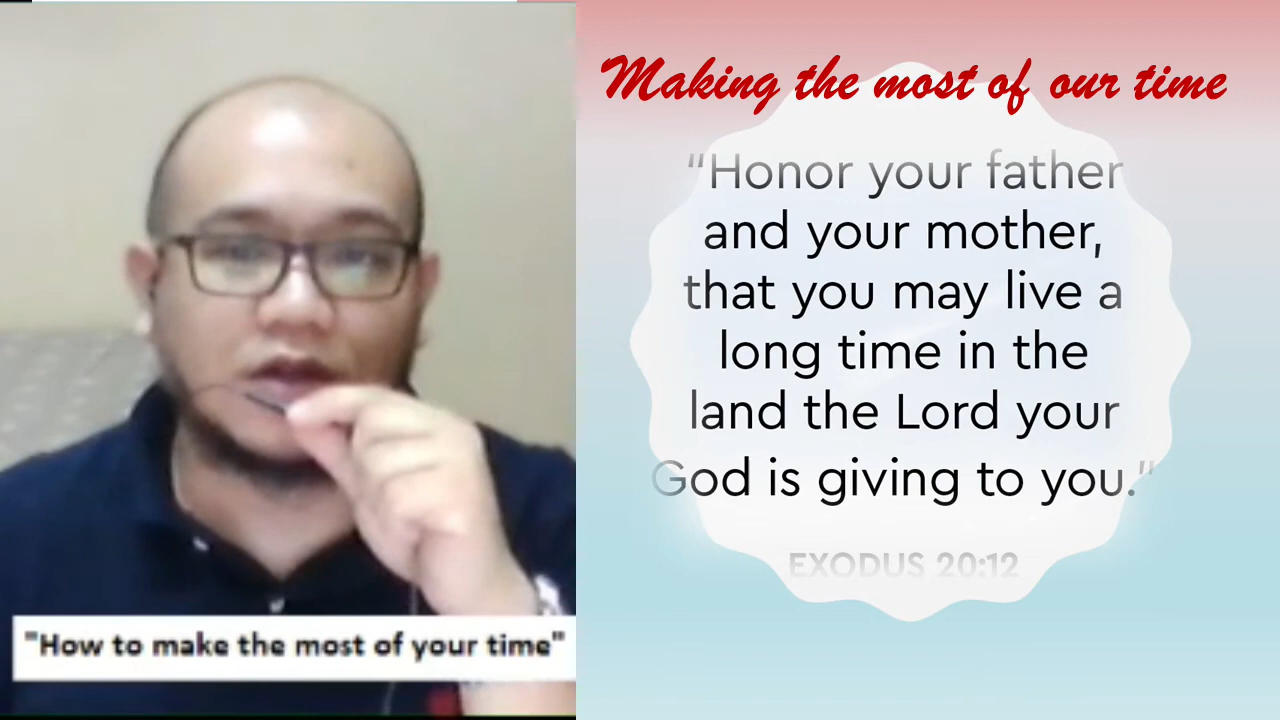 Making the most of our time
"Honor your father
and your mother,
that you may live a
long time in the
land the Lord your
God is giving to you."
EXODUS 20:12
"How to make the most of your time"